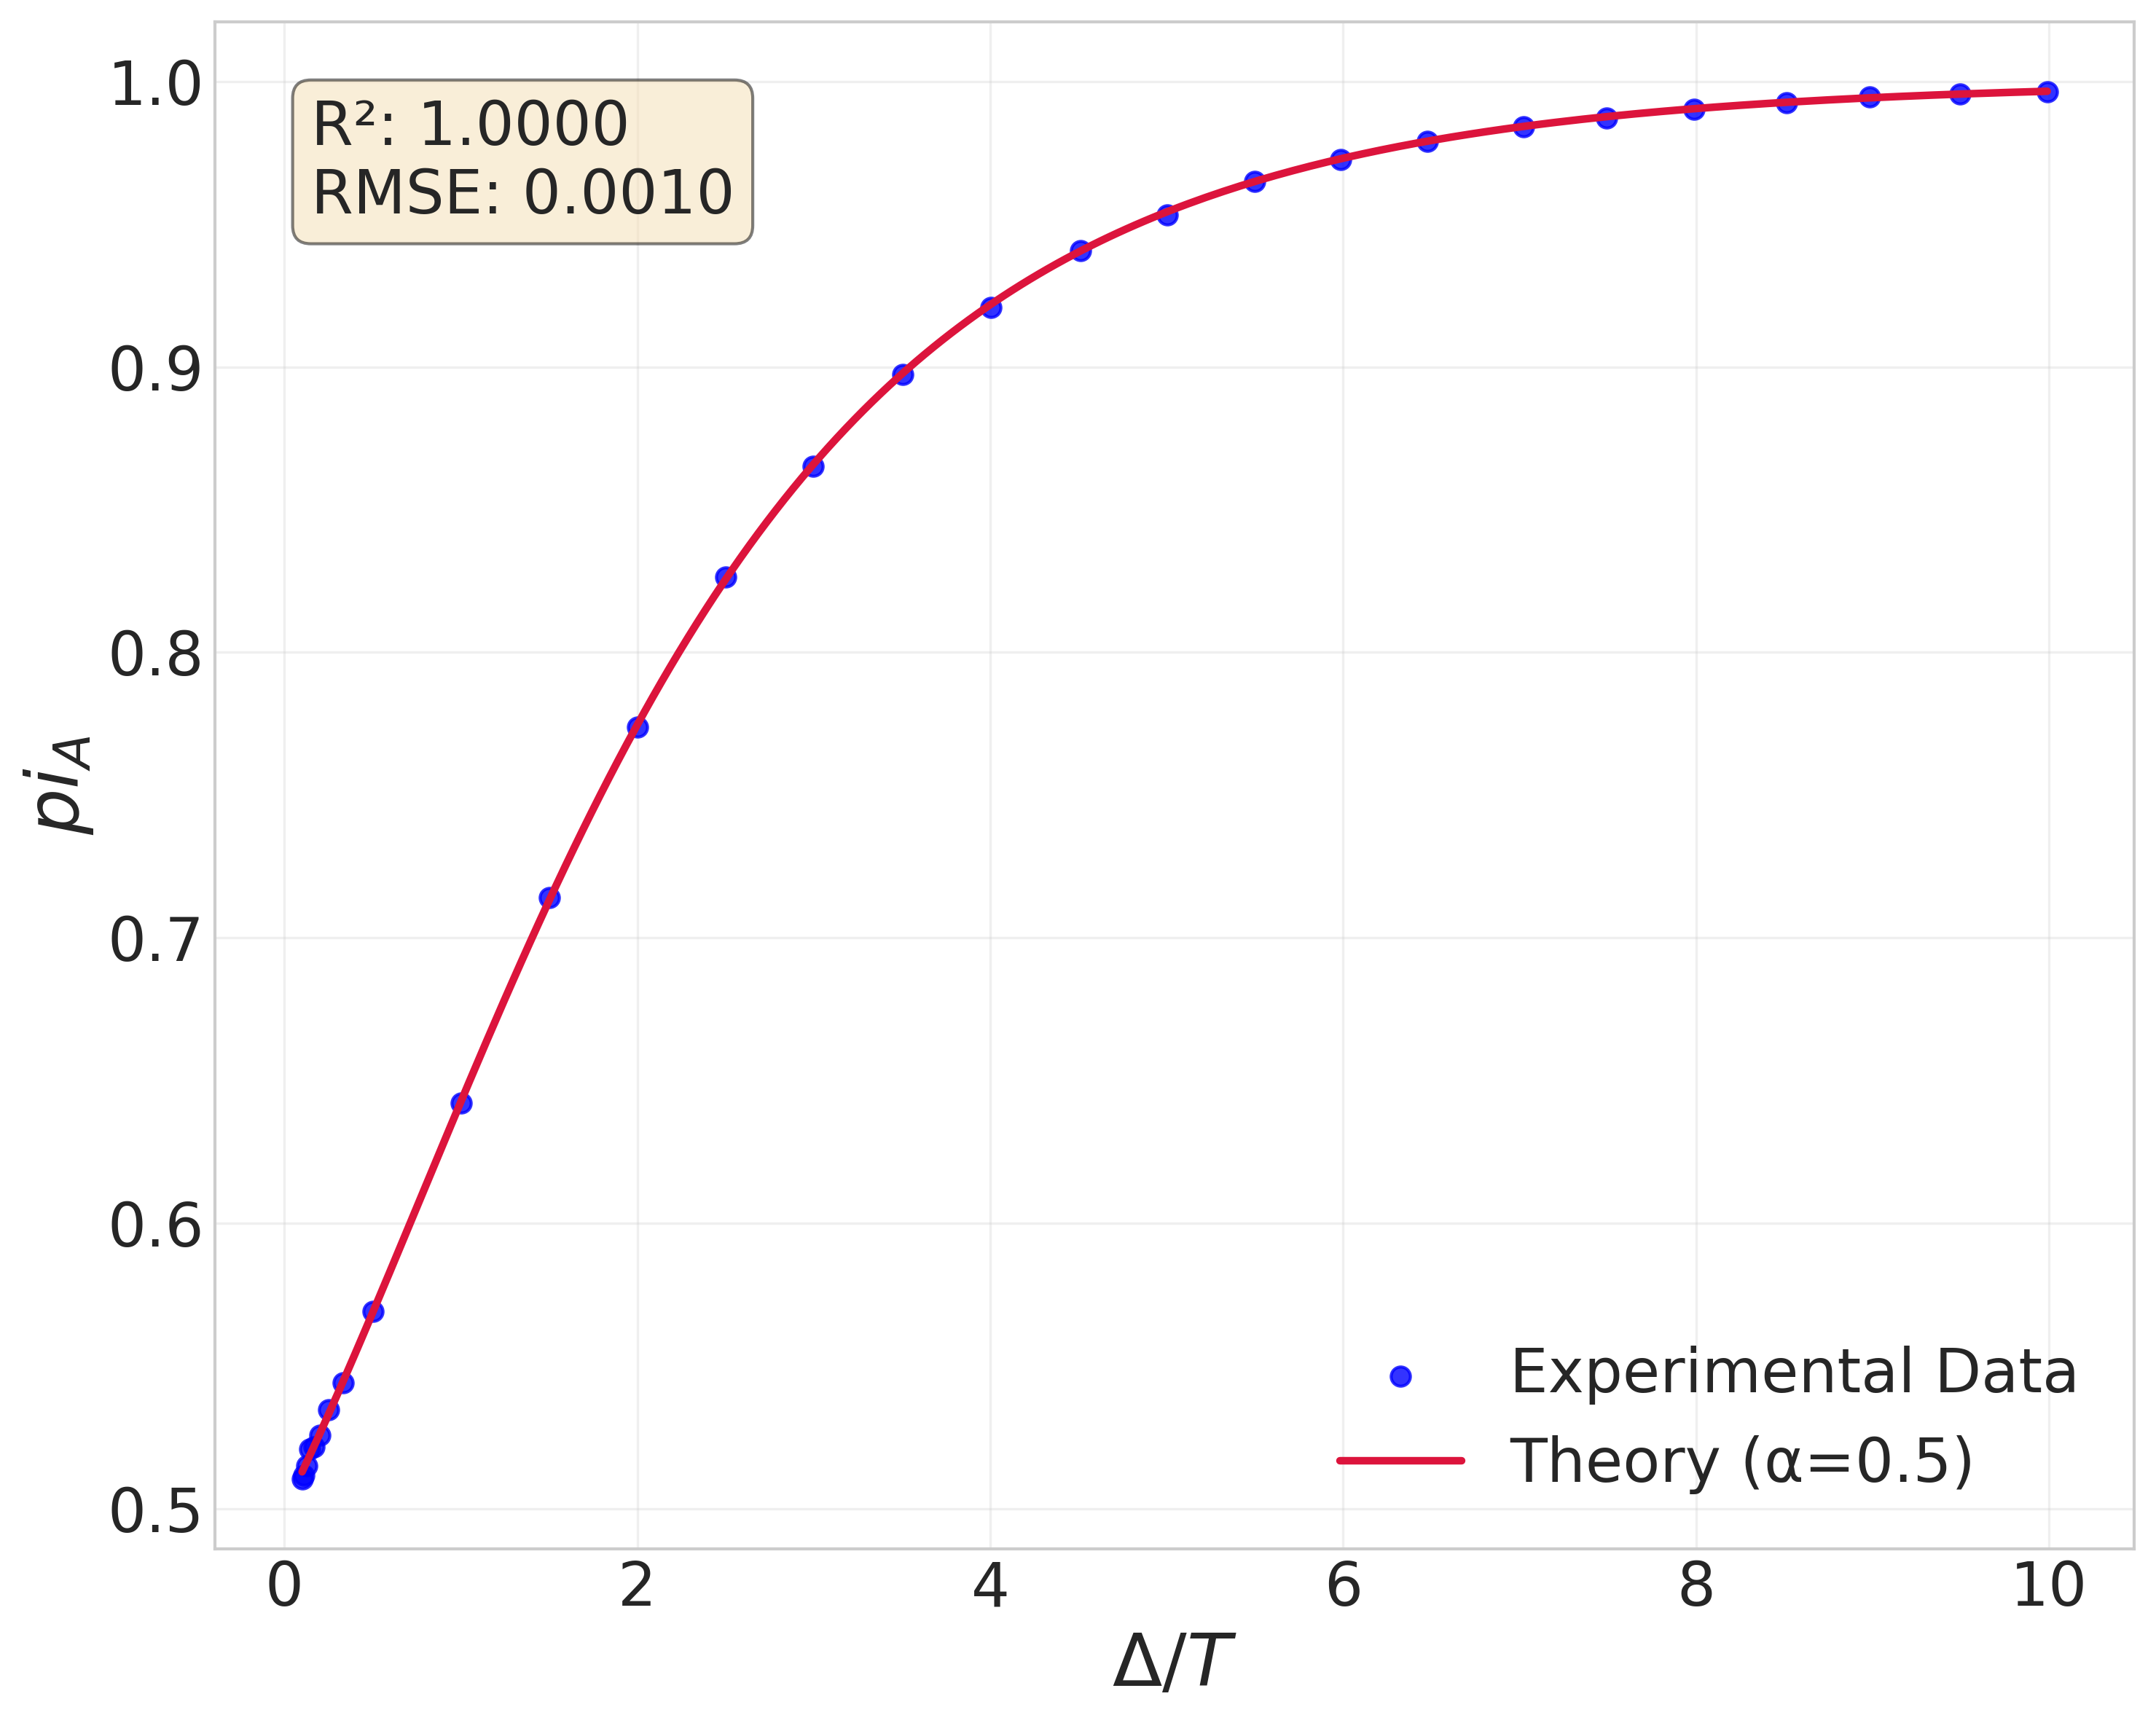 R²: 1.0000
RMSE: 0.0010
1.0
0.9
0.8
0.7
0.6
0.5
pi_A
Experimental Data
Theory (α=0.5)
0 2 4 6 8 10
Δ/T